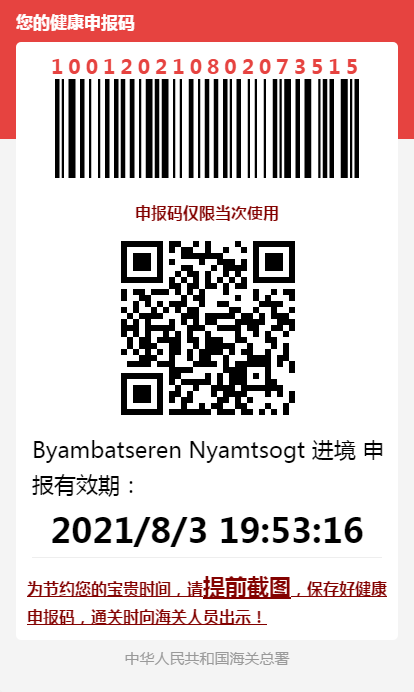 您的健康申报码
100120210802073515
申报码仅限当次使用
Byambatseren Nyamtsogt 进境 申
报有效期：
2021/8/3 19:53:16
为节约您的宝贵时间，请提前截图，保存好健康
申报码，通关时向海关人员出示！
中华人民共和国海关总署